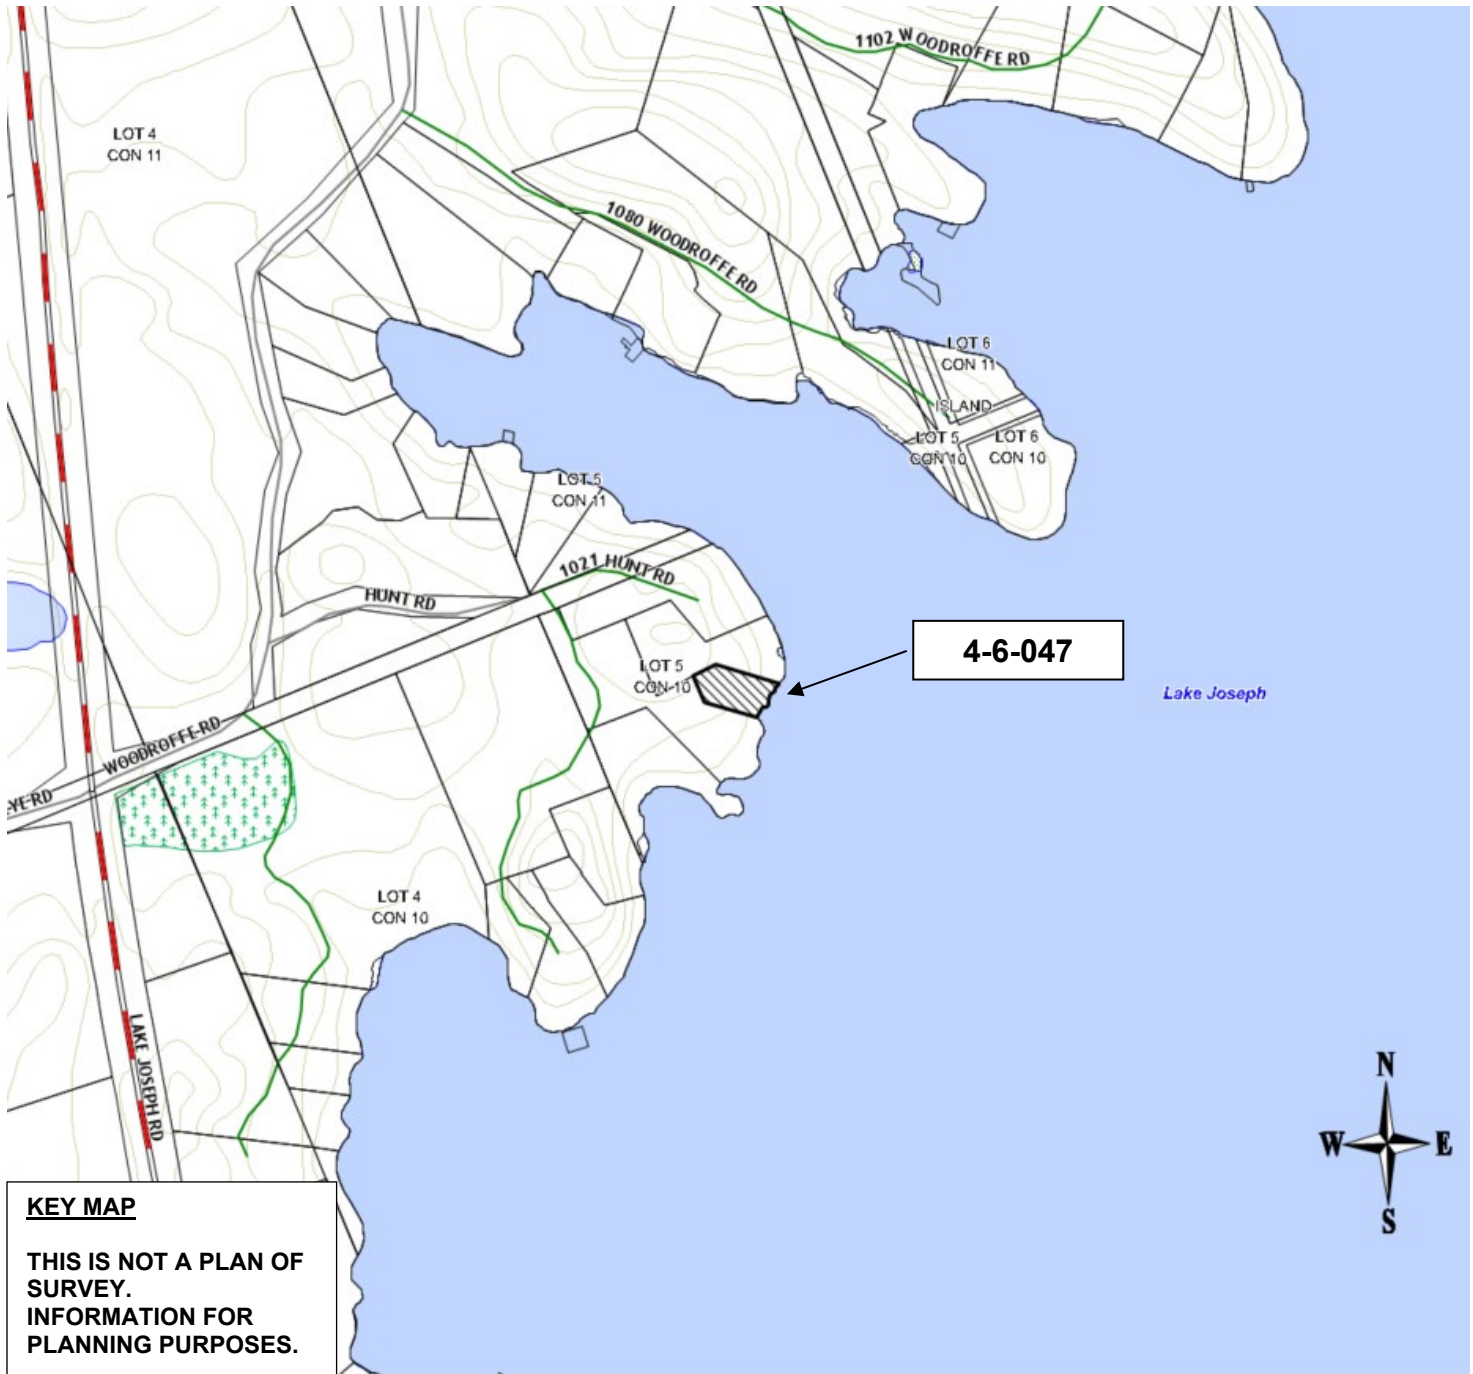 1102 WOODROFFE RD
LOT 4
CON 11
1080 WOODROFFE RD
LOT 6
CON 11
ISLAND
LOT 5
CON 10
LOT 6
CON 10
LOT 5
CON 11
1021 HUNT RD
HUNT RD
4-6-047
LOT 5
CON 10
Lake Joseph
WOODROFFE RD
YE RD
LOT 4
CON 10
LAKE JOSEPH RD
N
W
E
S
KEY MAP
THIS IS NOT A PLAN OF
SURVEY.
INFORMATION FOR
PLANNING PURPOSES.